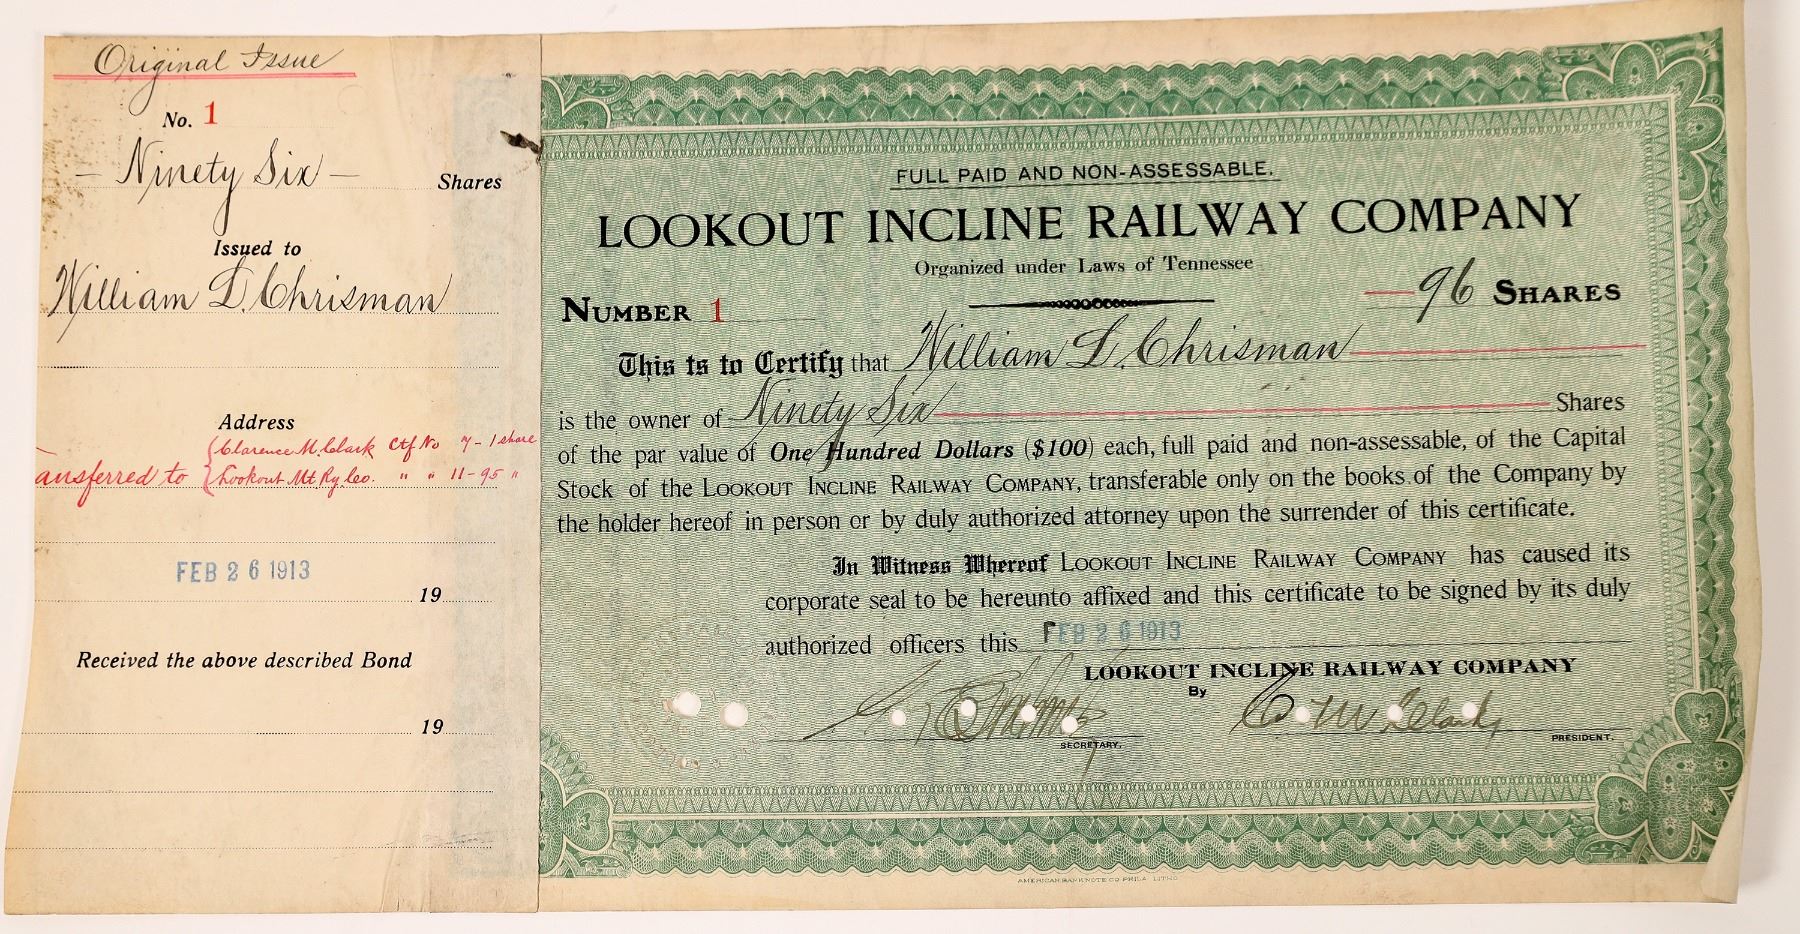 Original Issue
No. 1
— Ninety Six — Shares
Issued to
William L. Chrisman
Address
ansferred to { Clarence M. Clark Ctf No 7 - 1 share
Lookout Mt Ry Co. " " 11 - 95 "
FEB 26 1913
19
Received the above described Bond
19
FULL PAID AND NON-ASSESSABLE.
LOOKOUT INCLINE RAILWAY COMPANY
Organized under Laws of Tennessee
NUMBER 1
96 SHARES
This is to Certify that William L. Chrisman
is the owner of Ninety Six Shares
of the par value of One Hundred Dollars ($100) each, full paid and non-assessable, of the Capital
Stock of the LOOKOUT INCLINE RAILWAY COMPANY, transferable only on the books of the Company by
the holder hereof in person or by duly authorized attorney upon the surrender of this certificate.
In Witness Whereof LOOKOUT INCLINE RAILWAY COMPANY has caused its
corporate seal to be hereunto affixed and this certificate to be signed by its duly
authorized officers this FEB 26 1913
LOOKOUT INCLINE RAILWAY COMPANY
By
C. M. Clark,
SECRETARY.
PRESIDENT.
AMERICAN BANK NOTE CO. PHILA. LITHO.